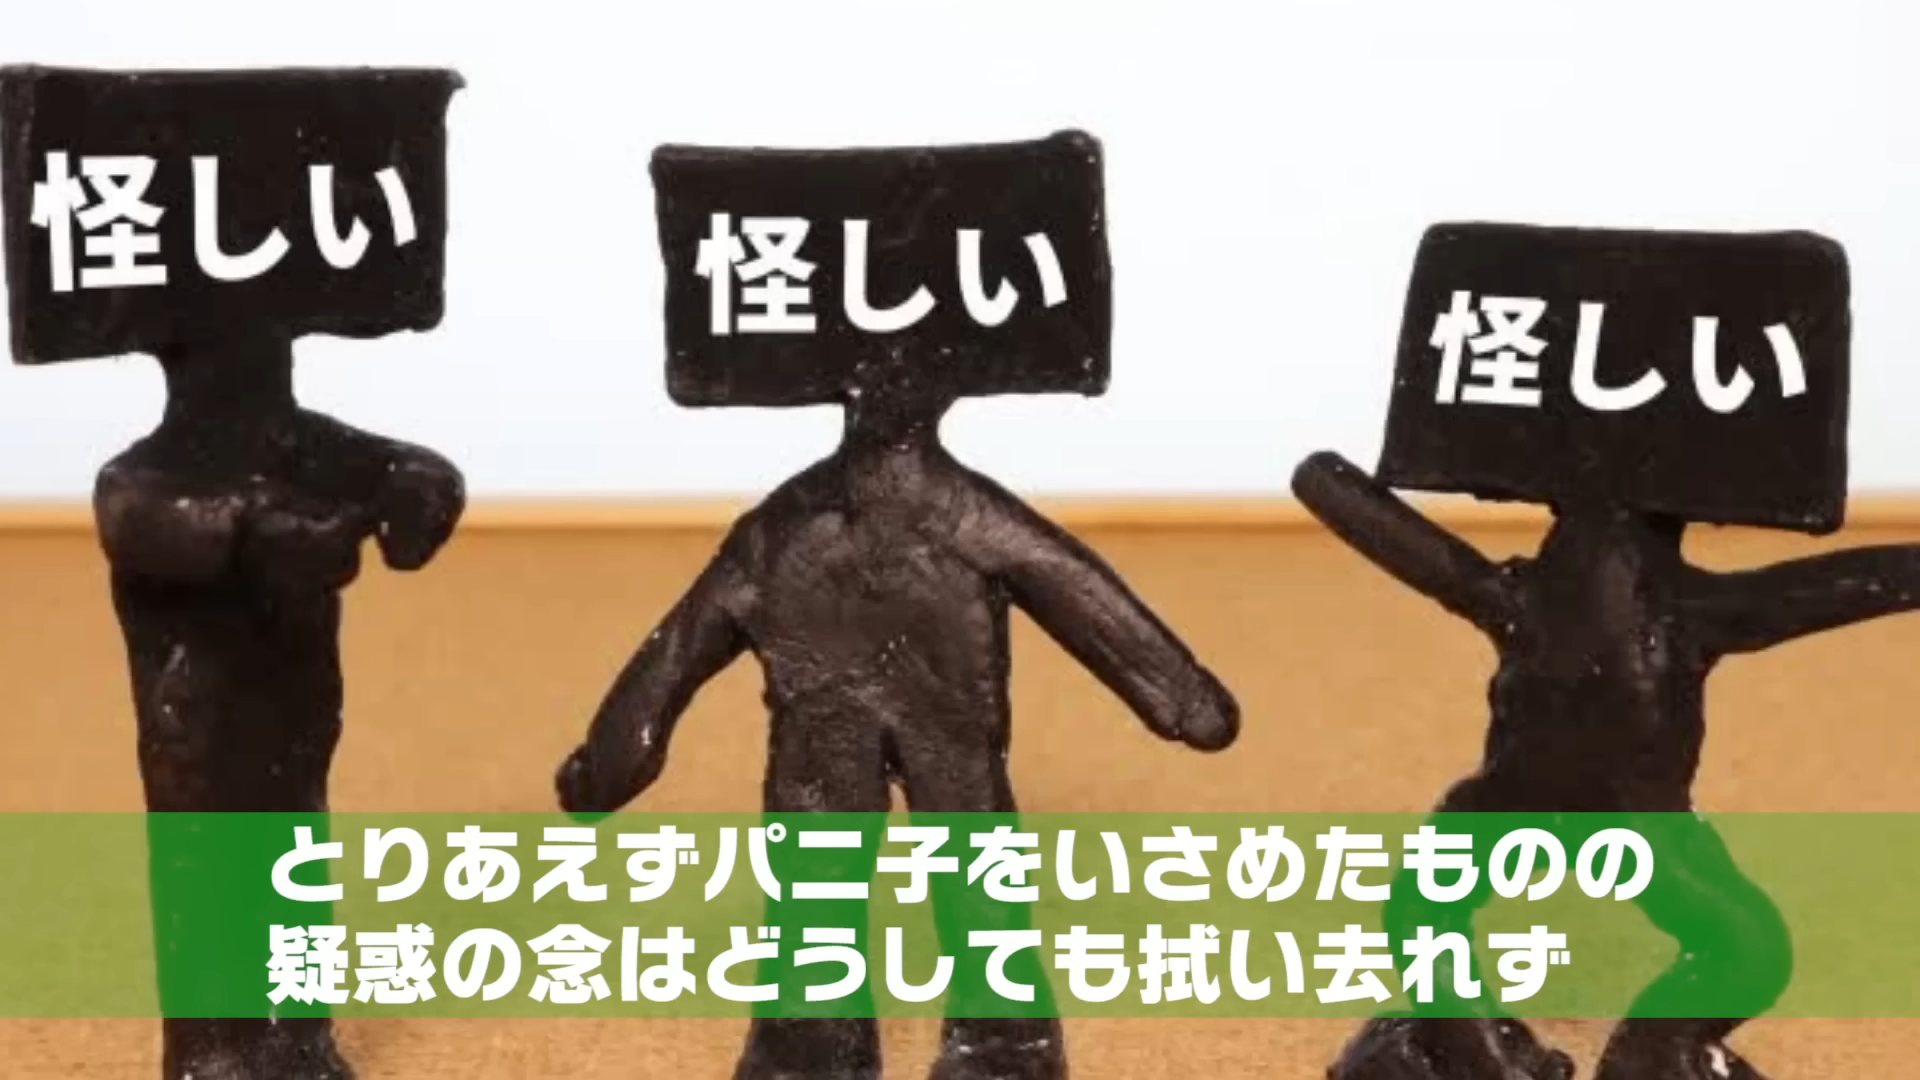 怪しい
怪しい
怪しい
とりあえずパニ子をいさめたものの
疑惑の念はどうしても拭い去れず